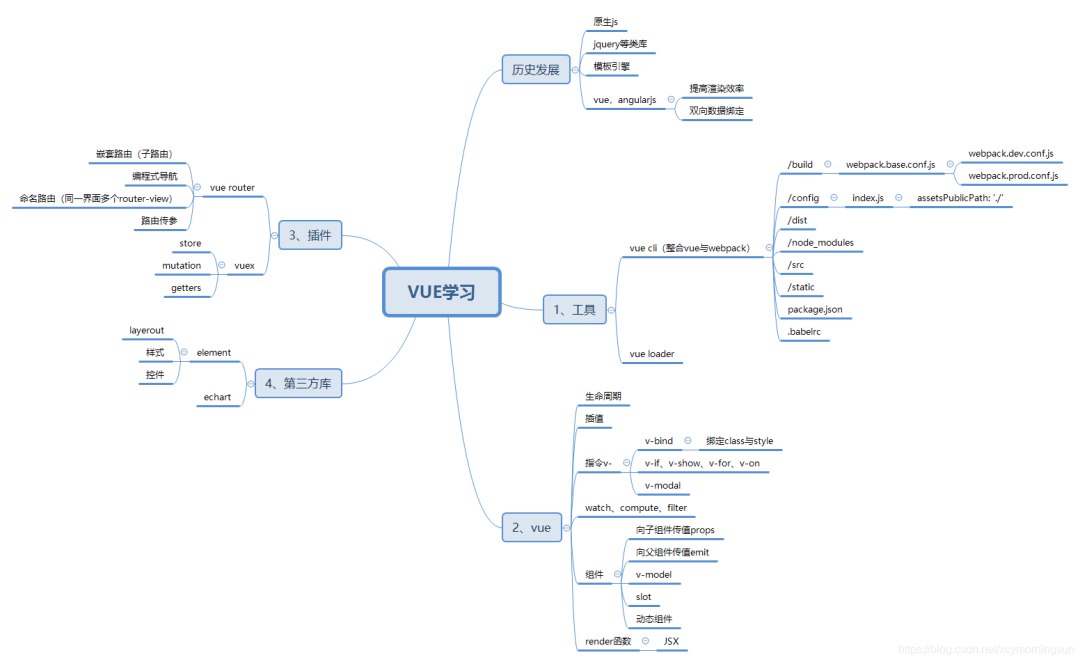 VUE学习
历史发展
原生js
jquery等类库
模板引擎
vue，angularjs
提高渲染效率
双向数据绑定
1、工具
vue cli（整合vue与webpack）
/build
webpack.base.conf.js
webpack.dev.conf.js
webpack.prod.conf.js
/config
index.js
assetsPublicPath: './'
/dist
/node_modules
/src
/static
package.json
.babelrc
vue loader
2、vue
生命周期
插值
指令v-
v-bind
绑定class与style
v-if、v-show、v-for、v-on
v-modal
watch、compute、filter
组件
向子组件传值props
向父组件传值emit
v-model
slot
动态组件
render函数
JSX
3、插件
vue router
嵌套路由（子路由）
编程式导航
命名路由（同一界面多个router-view）
路由传参
vuex
store
mutation
getters
4、第三方库
element
layerout
样式
控件
echart
https://blog.csdn.net/xcymorningsun